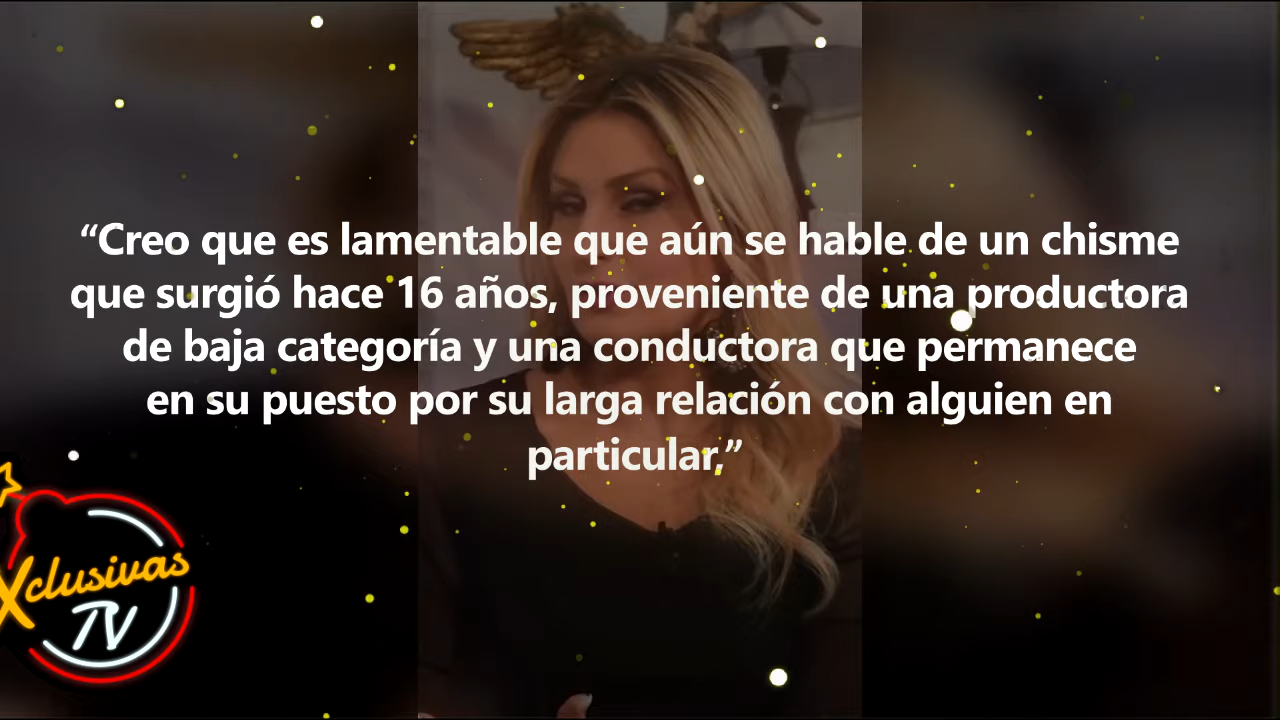 “Creo que es lamentable que aún se hable de un chisme
que surgió hace 16 años, proveniente de una productora
de baja categoría y una conductora que permanece
en su puesto por su larga relación con alguien en
particular.”
Xclusivas
TV